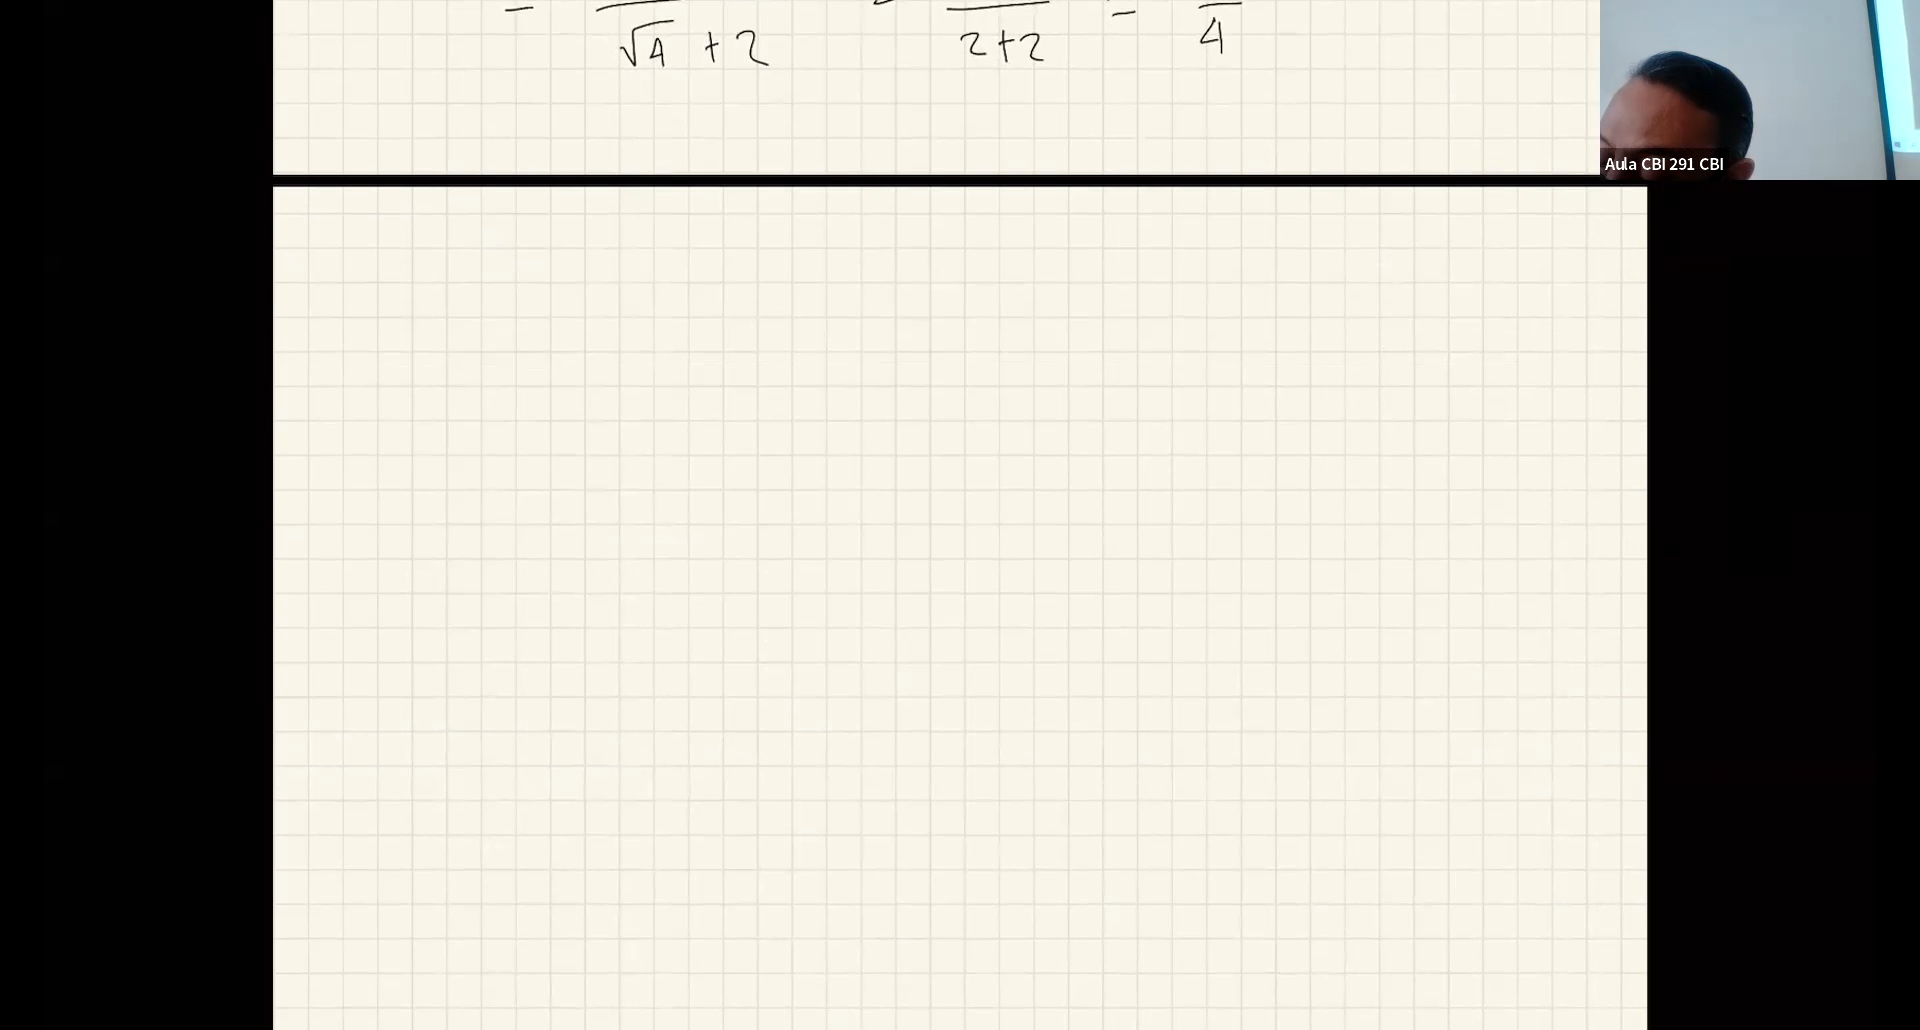 = ─── = ─── = ───
√4 + 2 2+2 4
Aula CBI 291 CBI